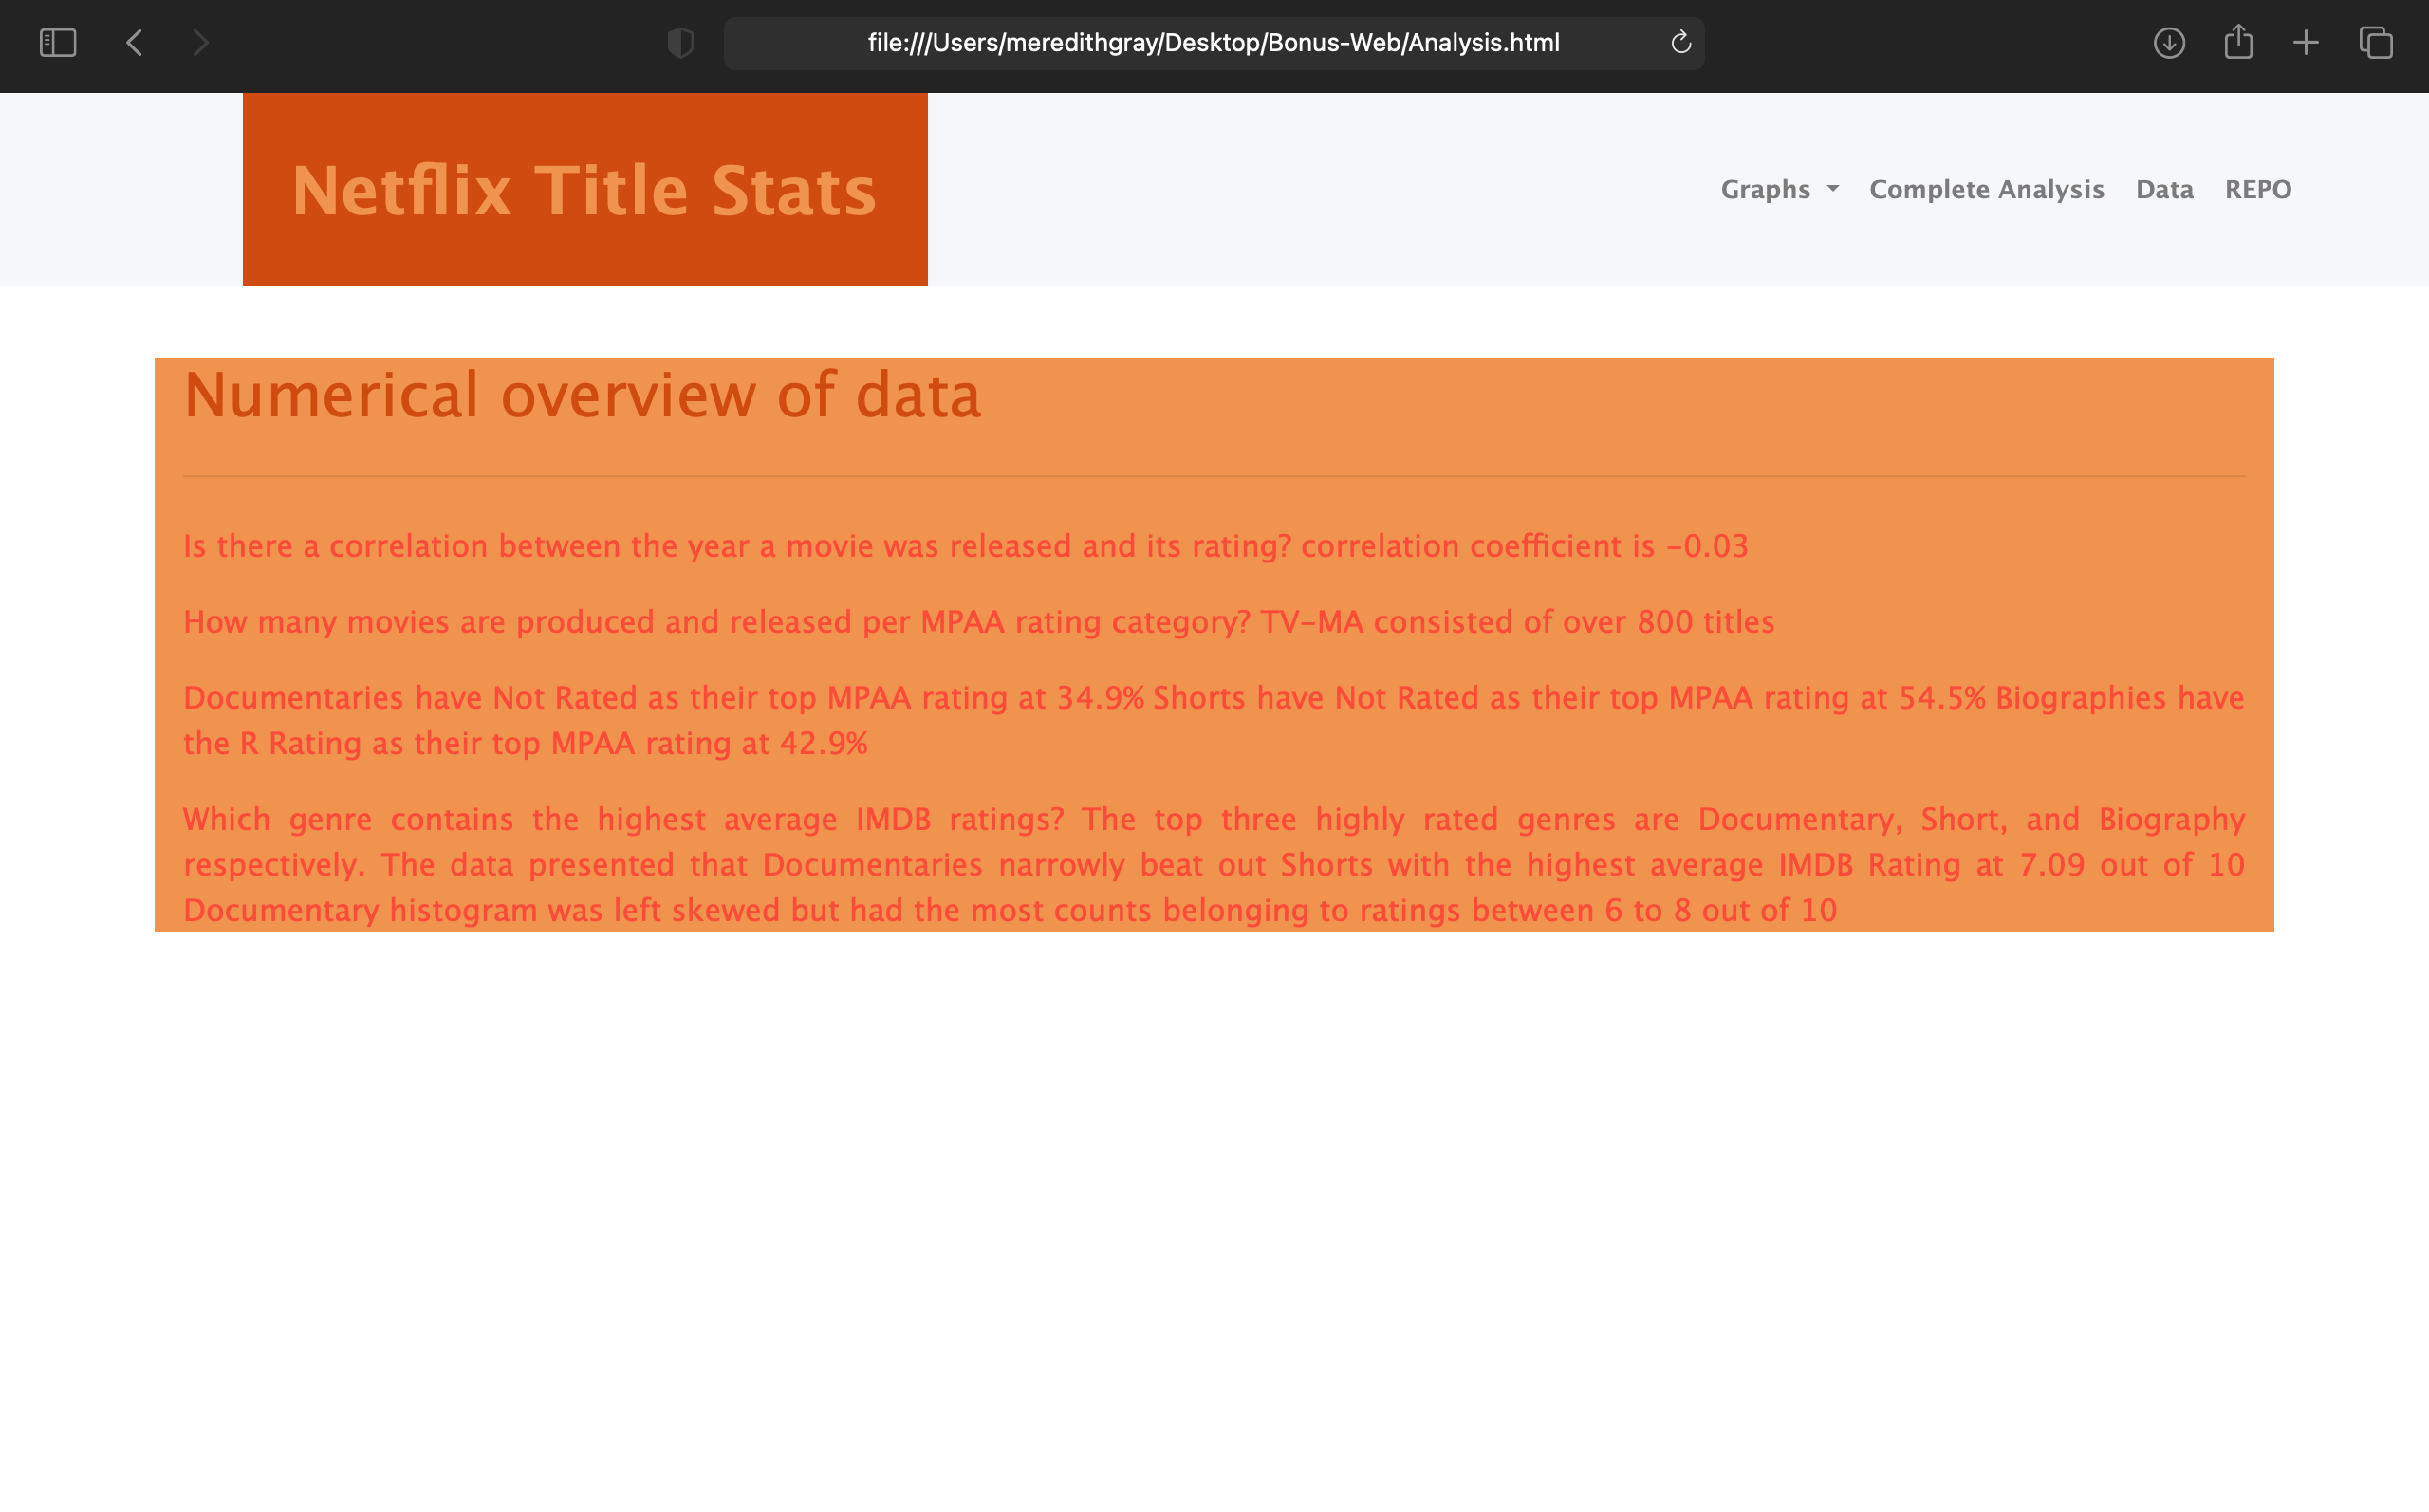 file:///Users/meredithgray/Desktop/Bonus-Web/Analysis.html
Netflix Title Stats
Graphs
Complete Analysis
Data
REPO
Numerical overview of data
Is there a correlation between the year a movie was released and its rating? correlation coefficient is -0.03
How many movies are produced and released per MPAA rating category? TV-MA consisted of over 800 titles
Documentaries have Not Rated as their top MPAA rating at 34.9% Shorts have Not Rated as their top MPAA rating at 54.5% Biographies have
the R Rating as their top MPAA rating at 42.9%
Which genre contains the highest average IMDB ratings? The top three highly rated genres are Documentary, Short, and Biography
respectively. The data presented that Documentaries narrowly beat out Shorts with the highest average IMDB Rating at 7.09 out of 10
Documentary histogram was left skewed but had the most counts belonging to ratings between 6 to 8 out of 10